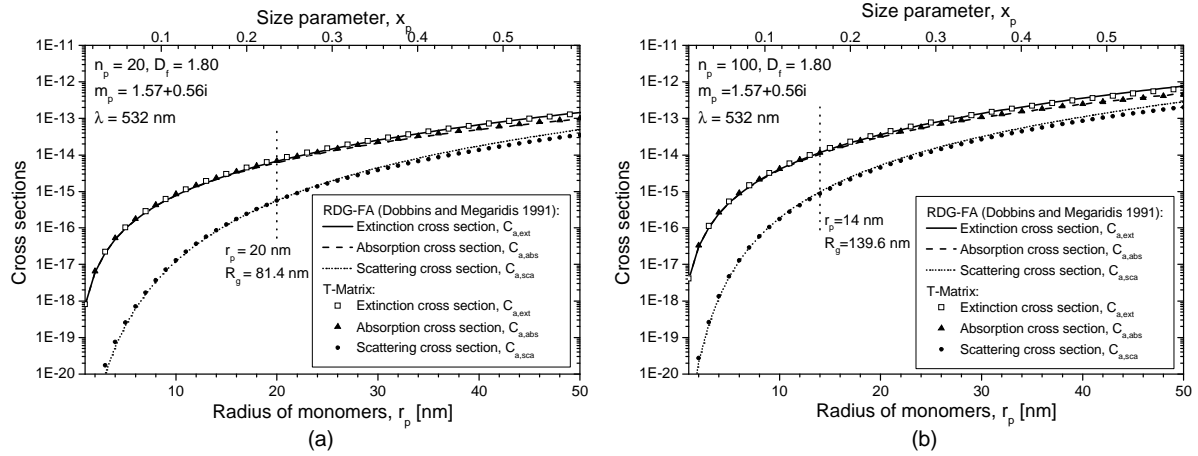 Size parameter, x_p
0.1 0.2 0.3 0.4 0.5
1E-11
1E-12
1E-13
1E-14
1E-15
1E-16
1E-17
1E-18
1E-19
1E-20
Cross sections
n_p = 20, D_f = 1.80
m_p = 1.57+0.56i
λ = 532 nm
r_p = 20 nm
R_g = 81.4 nm
RDG-FA (Dobbins and Megaridis 1991):
Extinction cross section, C_a,ext
Absorption cross section, C_a,abs
Scattering cross section, C_a,sca
T-Matrix:
Extinction cross section, C_a,ext
Absorption cross section, C_a,abs
Scattering cross section, C_a,sca
10 20 30 40 50
Radius of monomers, r_p [nm]
(a)
Size parameter, x_p
0 0.1 0.2 0.3 0.4 0.5
1E-11
1E-12
1E-13
1E-14
1E-15
1E-16
1E-17
1E-18
1E-19
1E-20
Cross sections
n_p = 100, D_f = 1.80
m_p = 1.57+0.56i
λ = 532 nm
r_p=14 nm
R_g=139.6 nm
RDG-FA (Dobbins and Megaridis 1991):
Extinction cross section, C_a,ext
Absorption cross section, C_a,abs
Scattering cross section, C_a,sca
T-Matrix:
Extinction cross section, C_a,ext
Absorption cross section, C_a,abs
Scattering cross section, C_a,sca
10 20 30 40 50
Radius of monomers, r_p [nm]
(b)